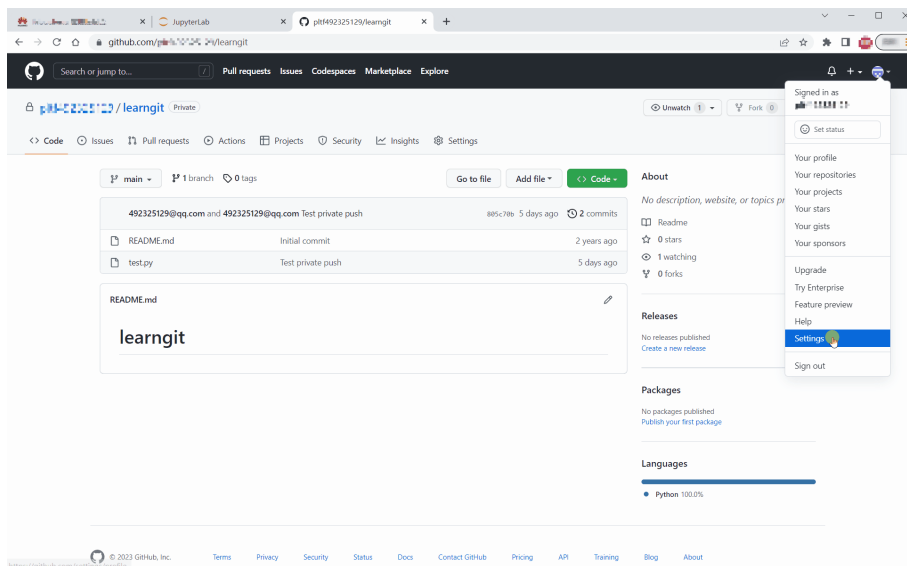 JupyterLab
pltf492325129/learngit
github.com/
/learngit
Search or jump to...
/
Pull requests Issues Codespaces Marketplace Explore
Signed in as
Set status
/ learngit Private
Unwatch 1
Fork 0
Code Issues Pull requests Actions Projects Security Insights Settings
main 1 branch 0 tags
Go to file Add file Code
492325129@qq.com and 492325129@qq.com Test private push 805c70b 5 days ago 2 commits
README.md Initial commit 2 years ago
test.py Test private push 5 days ago
README.md
learngit
About
No description, website, or topics pr
Readme
0 stars
1 watching
0 forks
Releases
No releases published
Create a new release
Packages
No packages published
Publish your first package
Languages
Python 100.0%
Your profile
Your repositories
Your projects
Your stars
Your gists
Your sponsors
Upgrade
Try Enterprise
Feature preview
Help
Settings
Sign out
© 2023 GitHub, Inc. Terms Privacy Security Status Docs Contact GitHub Pricing API Training Blog About